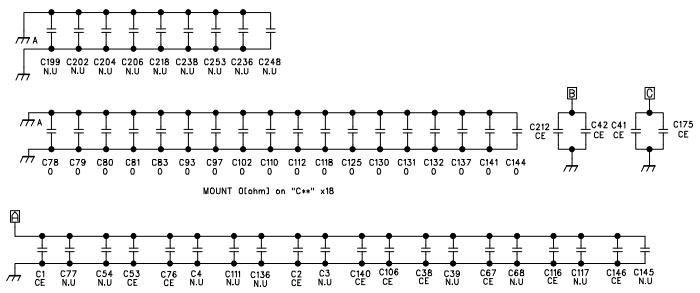 A
C199 C202 C204 C206 C218 C238 C253 C236 C248
N.U N.U N.U N.U N.U N.U N.U N.U N.U
B C
A
C212 CE C42 CE C41 CE C175 CE
C78 C79 C80 C81 C83 C93 C97 C102 C110 C112 C118 C125 C130 C131 C132 C137 C141 C144
0 0 0 0 0 0 0 0 0 0 0 0 0 0 0 0 0 0
MOUNT 0[ohm] on "C**" x18
A
C1 C77 C54 C53 C76 C4 C111 C136 C2 C3 C140 C106 C38 C39 C67 C68 C116 C117 C146 C145
CE N.U N.U CE CE N.U N.U N.U CE N.U CE CE CE N.U CE N.U CE N.U CE N.U